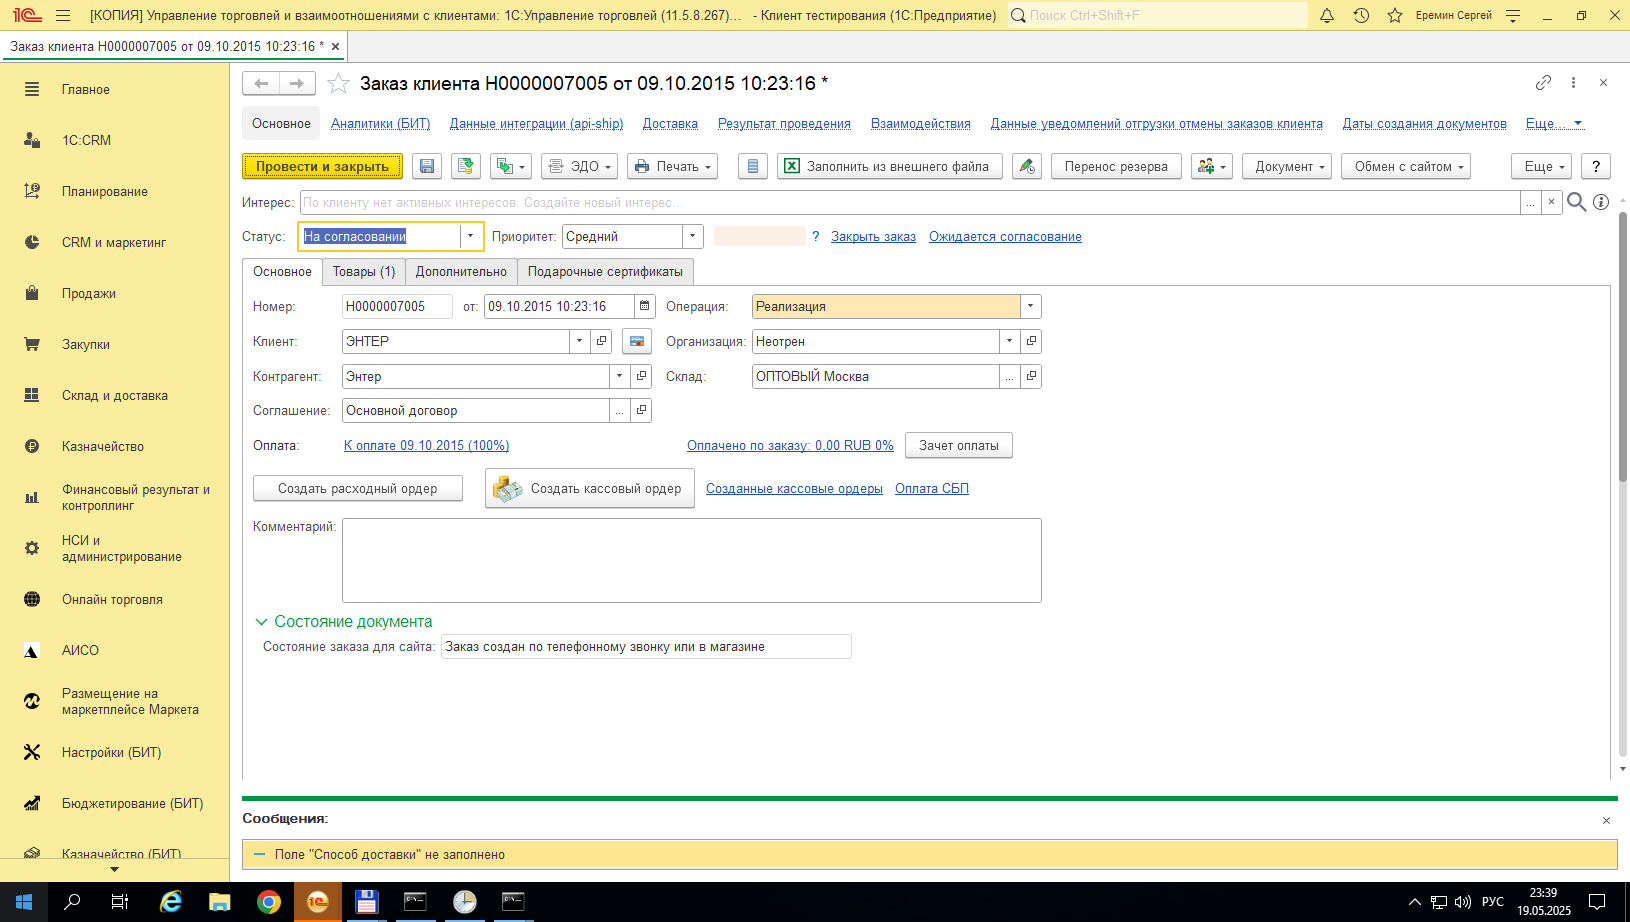 [КОПИЯ] Управление торговлей и взаимоотношениями с клиентами: 1С:Управление торговлей (11.5.8.267)... - Клиент тестирования (1С:Предприятие)
Поиск Ctrl+Shift+F
Еремин Сергей
Заказ клиента Н0000007005 от 09.10.2015 10:23:16 *
Главное
1С:CRM
Планирование
CRM и маркетинг
Продажи
Закупки
Склад и доставка
Казначейство
Финансовый результат и
контроллинг
НСИ и
администрирование
Онлайн торговля
АИСО
Размещение на
маркетплейсе Маркета
Настройки (БИТ)
Бюджетирование (БИТ)
Казначейство (БИТ)
Заказ клиента Н0000007005 от 09.10.2015 10:23:16 *
Основное Аналитики (БИТ) Данные интеграции (api-ship) Доставка Результат проведения Взаимодействия Данные уведомлений отгрузки отмены заказов клиента Даты создания документов Еще...
Провести и закрыть ЭДО Печать Заполнить из внешнего файла Перенос резерва Документ Обмен с сайтом Еще ?
Интерес: По клиенту нет активных интересов. Создайте новый интерес... ...
Статус: На согласовании Приоритет: Средний ? Закрыть заказ Ожидается согласование
Основное Товары (1) Дополнительно Подарочные сертификаты
Номер: Н0000007005 от: 09.10.2015 10:23:16 Операция: Реализация
Клиент: ЭНТЕР Организация: Неотрен
Контрагент: Энтер Склад: ОПТОВЫЙ Москва ...
Соглашение: Основной договор ...
Оплата: К оплате 09.10.2015 (100%) Оплачено по заказу: 0,00 RUB 0% Зачет оплаты
Создать расходный ордер Создать кассовый ордер Созданные кассовые ордеры Оплата СБП
Комментарий:
Состояние документа
Состояние заказа для сайта: Заказ создан по телефонному звонку или в магазине
Сообщения:
Поле "Способ доставки" не заполнено
РУС
23:39
19.05.2025